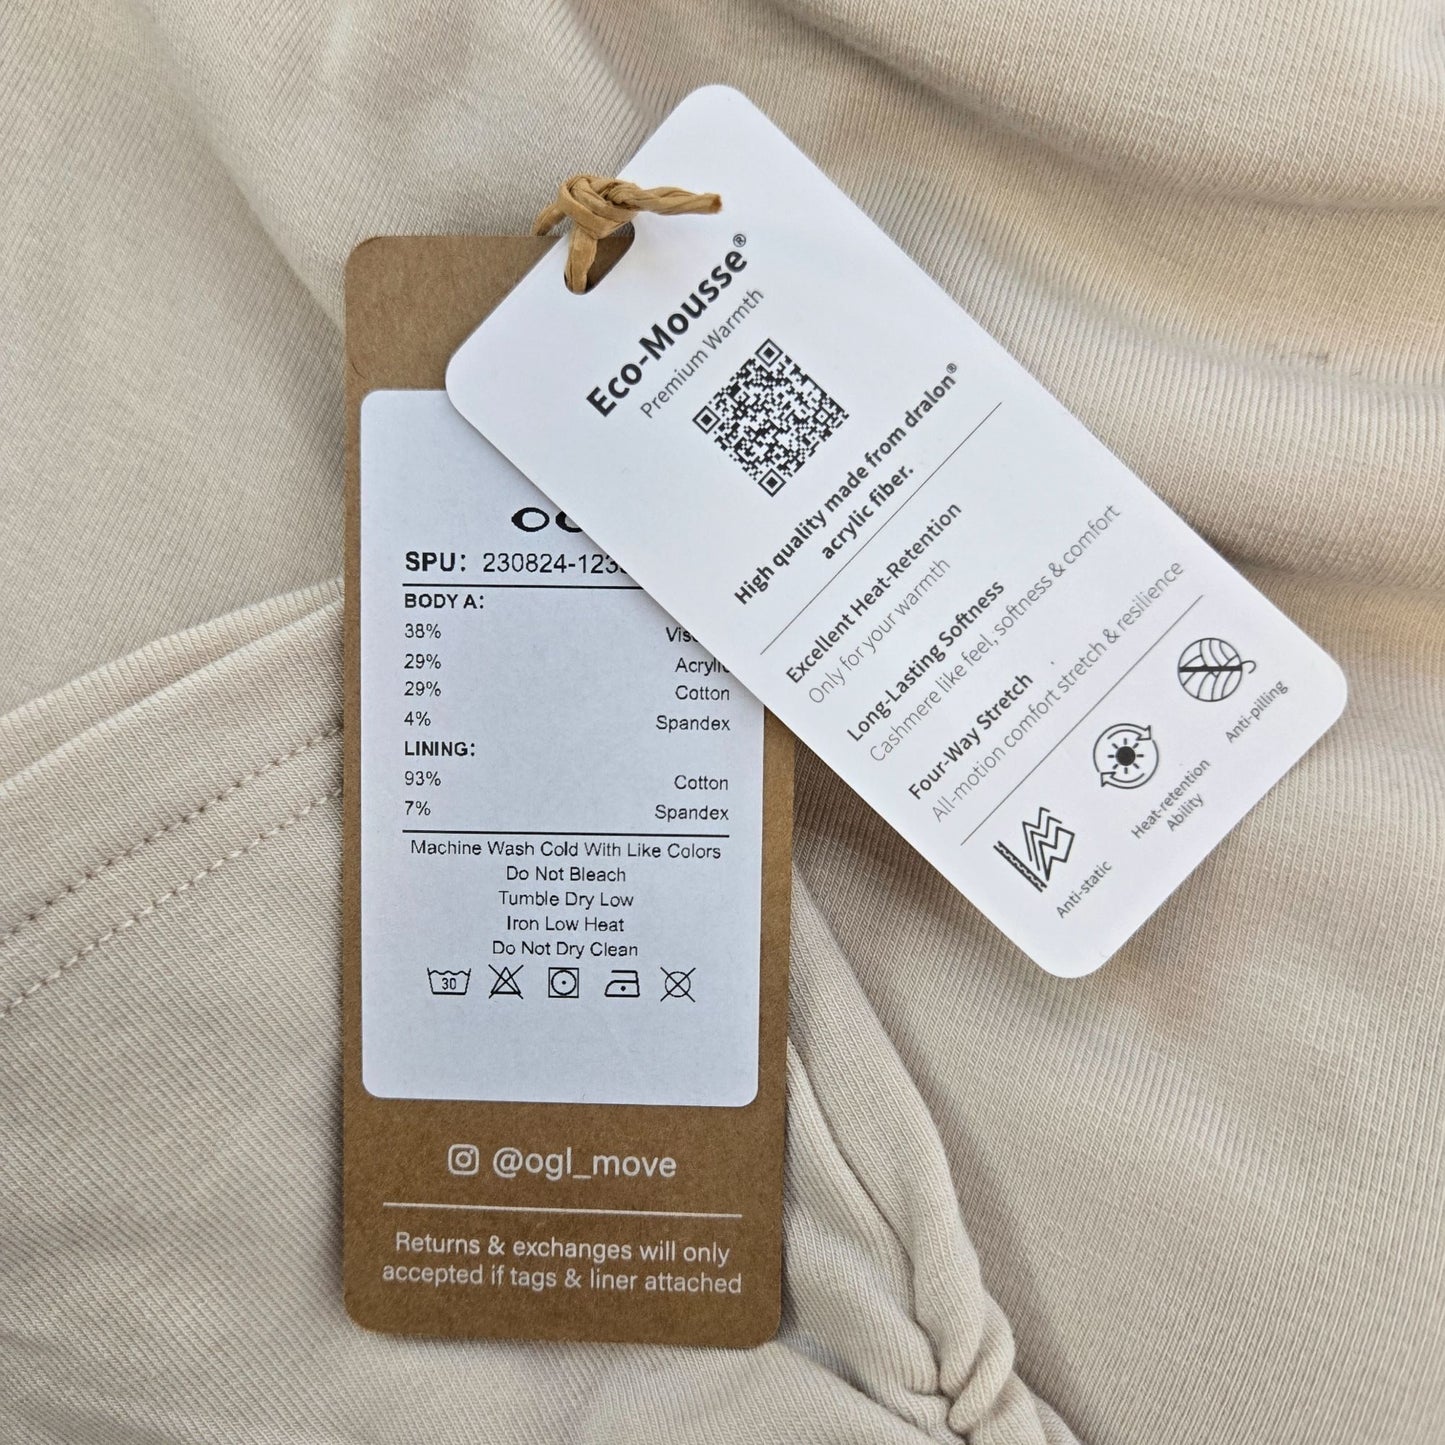 Eco-Mousse®
Premium Warmth
High quality made from dralon®
acrylic fiber.
Excellent Heat-Retention
Only for your warmth
Long-Lasting Softness
Cashmere like feel, softness & comfort
Four-Way Stretch
All-motion comfort stretch & resilience
Anti-static
Heat-retention
Ability
Anti-pilling
SPU:
BODY A:
38%
29% Acrylic
29% Cotton
4% Spandex
LINING:
93% Cotton
7% Spandex
Machine Wash Cold With Like Colors
Do Not Bleach
Tumble Dry Low
Iron Low Heat
Do Not Dry Clean
30
@ogl_move
Returns & exchanges will only
accepted if tags & liner attached